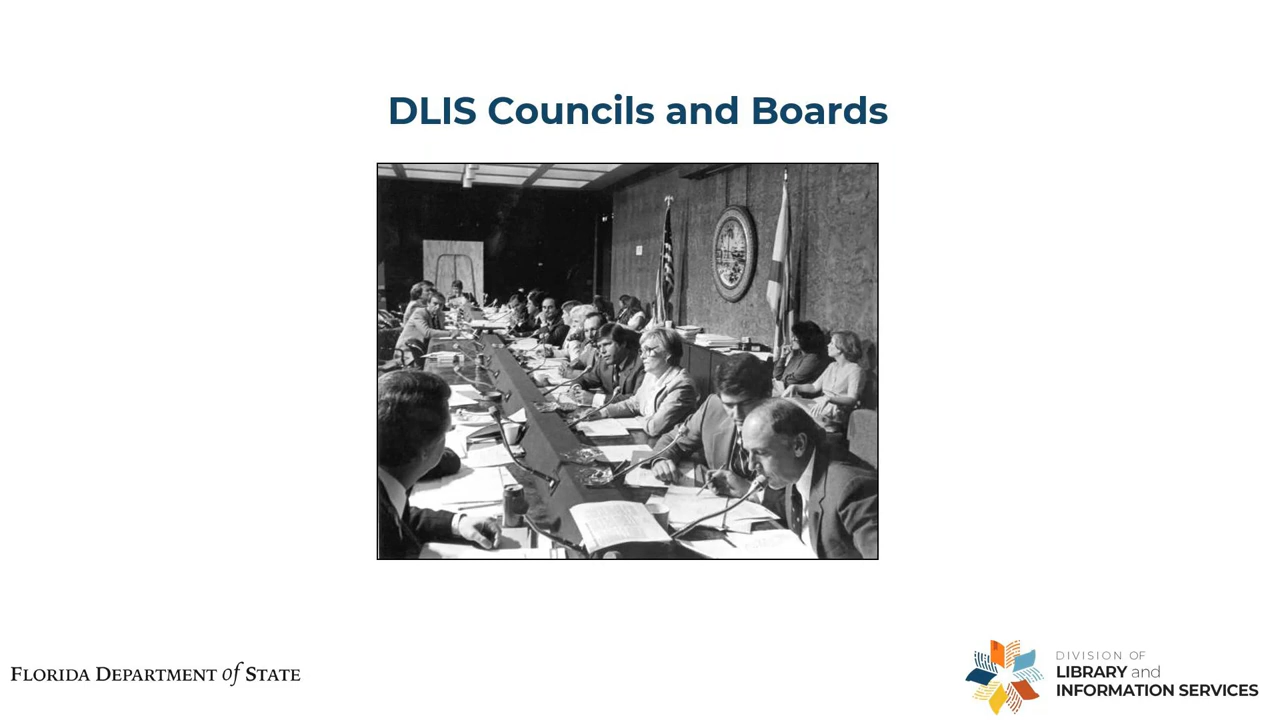 DLIS Councils and Boards
FLORIDA DEPARTMENT of STATE
DIVISION OF
LIBRARY and
INFORMATION SERVICES